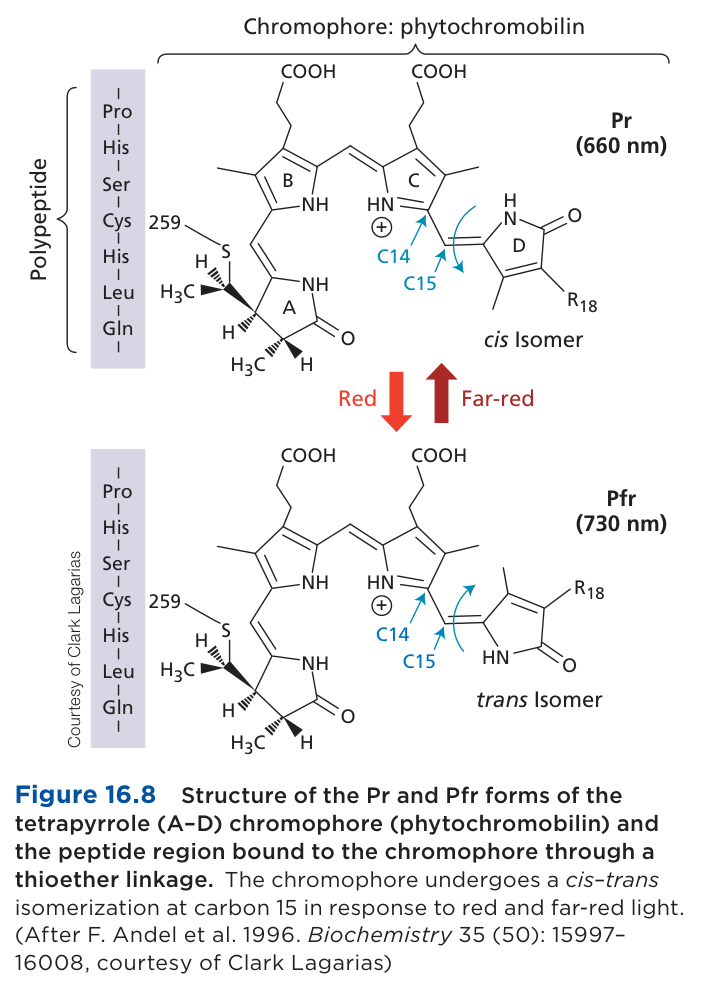 Chromophore: phytochromobilin
COOH
COOH
Pr
(660 nm)
Polypeptide
Pro
His
Ser
Cys
His
Leu
Gln
259
S
H
H₃C
H
H₃C
H
A
NH
O
B
NH
C
HN
+
C14
C15
H
N
D
O
R₁₈
cis Isomer
Red
Far-red
COOH
COOH
Pfr
(730 nm)
Pro
His
Ser
Cys
His
Leu
Gln
259
S
H
H₃C
H
H₃C
H
NH
O
NH
HN
+
C14
C15
R₁₈
HN
O
trans Isomer
Courtesy of Clark Lagarias
Figure 16.8 Structure of the Pr and Pfr forms of the
tetrapyrrole (A–D) chromophore (phytochromobilin) and
the peptide region bound to the chromophore through a
thioether linkage. The chromophore undergoes a cis–trans
isomerization at carbon 15 in response to red and far-red light.
(After F. Andel et al. 1996. Biochemistry 35 (50): 15997–
16008, courtesy of Clark Lagarias)